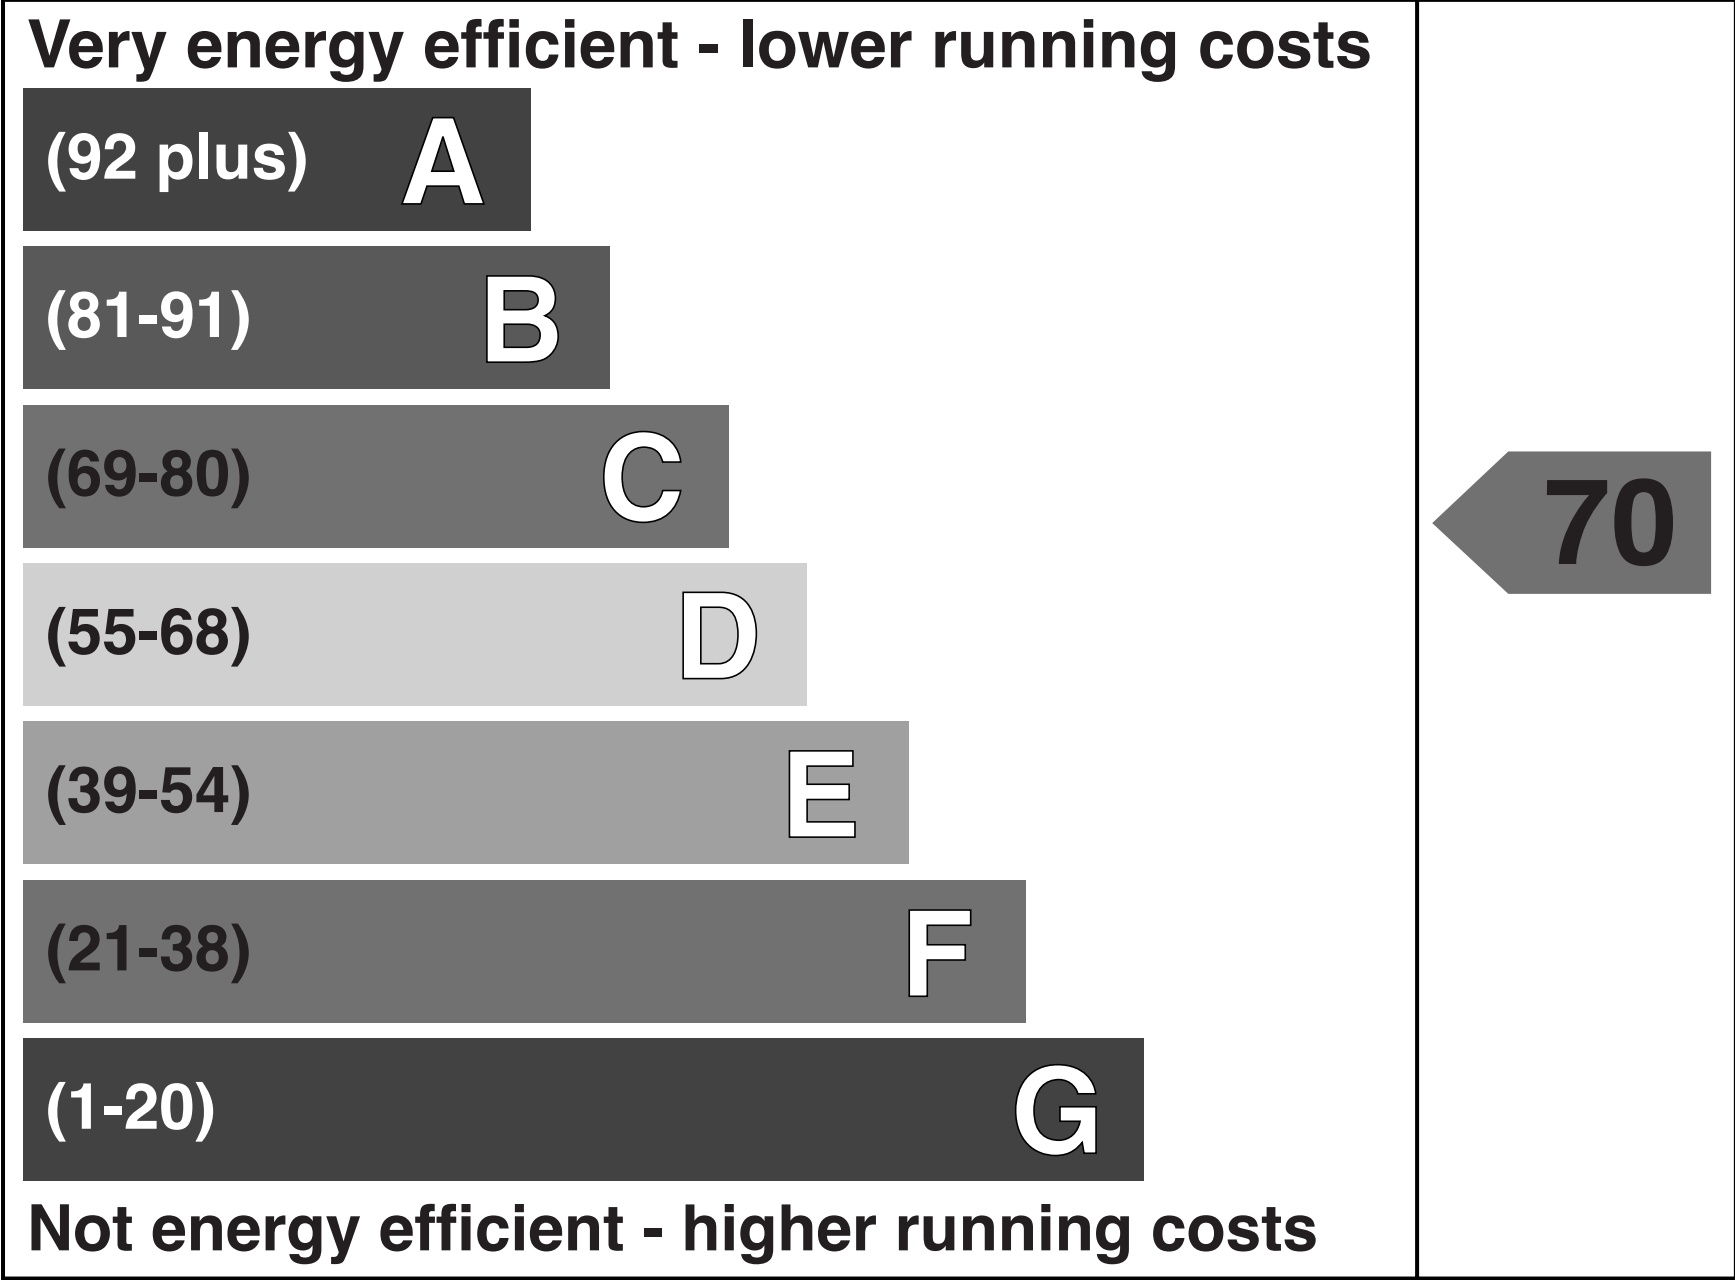 Very energy efficient - lower running costs
(92 plus) A
(81-91) B
(69-80) C
70
(55-68) D
(39-54) E
(21-38) F
(1-20) G
Not energy efficient - higher running costs